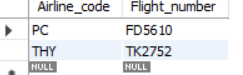 Airline_code Flight_number
PC FD5610
THY TK2752
NULL NULL